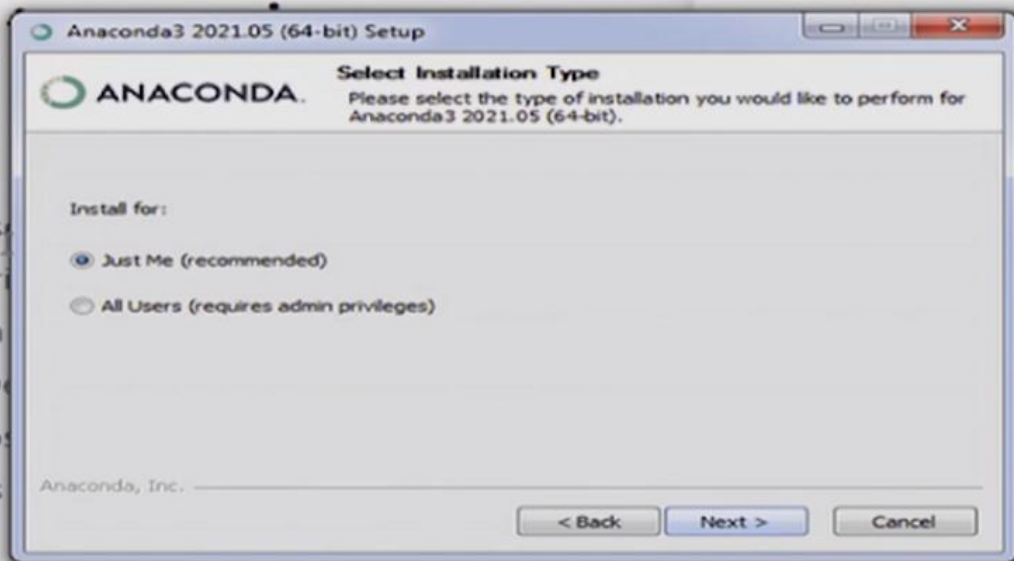 Anaconda3 2021.05 (64-bit) Setup
ANACONDA.
Select Installation Type
Please select the type of installation you would like to perform for
Anaconda3 2021.05 (64-bit).
Install for:
Just Me (recommended)
All Users (requires admin privileges)
Anaconda, Inc.
< Back
Next >
Cancel